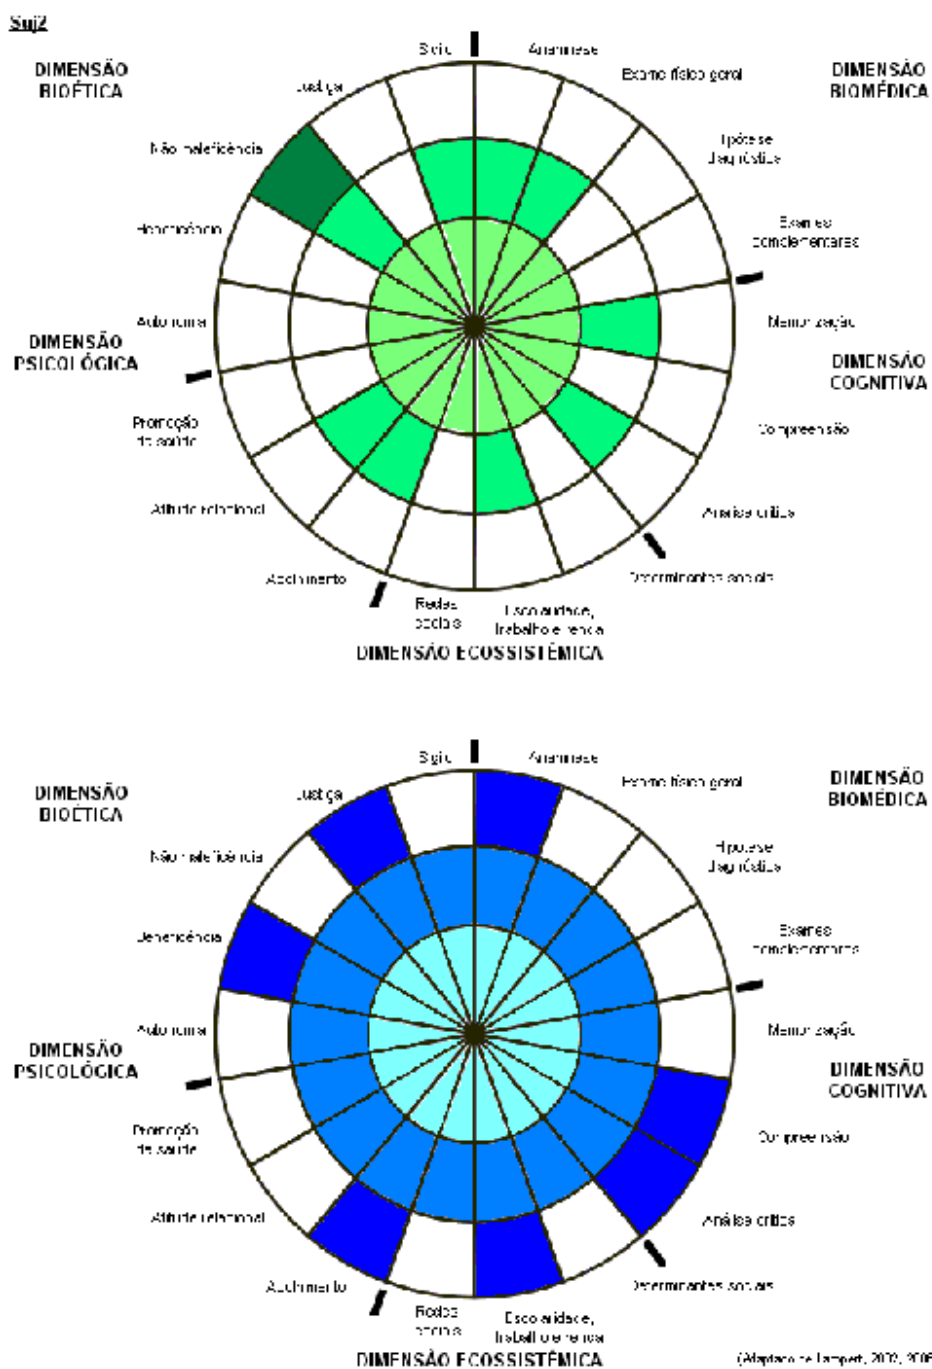 Suj2
Sigilo
Anamnese
DIMENSÃO
BIOÉTICA
Justiça
Exame físico geral
DIMENSÃO
BIOMÉDICA
Não maleficência
Hipótese
diagnóstica
Beneficência
Exames
complementares
Autonomia
Memorização
DIMENSÃO
PSICOLÓGICA
DIMENSÃO
COGNITIVA
Promoção
da saúde
Compreensão
Atitude relacional
Análise crítica
Acolhimento
Determinantes sociais
Redes
sociais
Escolaridade,
trabalho e renda
DIMENSÃO ECOSSISTÊMICA
Sigilo
Anamnese
DIMENSÃO
BIOÉTICA
Justiça
Exame físico geral
DIMENSÃO
BIOMÉDICA
Não maleficência
Hipótese
diagnóstica
Beneficência
Exames
complementares
Autonomia
Memorização
DIMENSÃO
PSICOLÓGICA
DIMENSÃO
COGNITIVA
Promoção
da saúde
Compreensão
Atitude relacional
Análise crítica
Acolhimento
Determinantes sociais
Redes
sociais
Escolaridade,
trabalho e renda
DIMENSÃO ECOSSISTÊMICA
(Adaptado de Lampert, 2002,